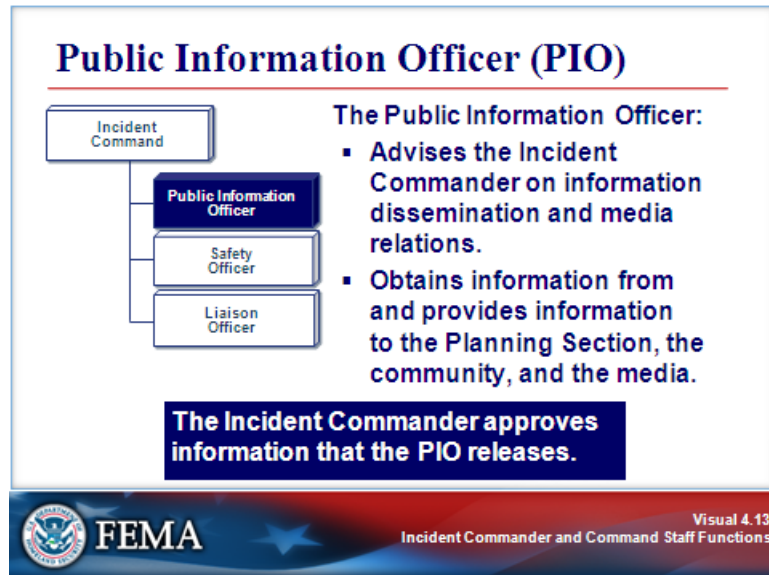 Public Information Officer (PIO)
Incident
Command
Public Information
Officer
Safety
Officer
Liaison
Officer
The Public Information Officer:
▪ Advises the Incident
Commander on information
dissemination and media
relations.
▪ Obtains information from
and provides information
to the Planning Section, the
community, and the media.
The Incident Commander approves
information that the PIO releases.
FEMA
Visual 4.13
Incident Commander and Command Staff Functions